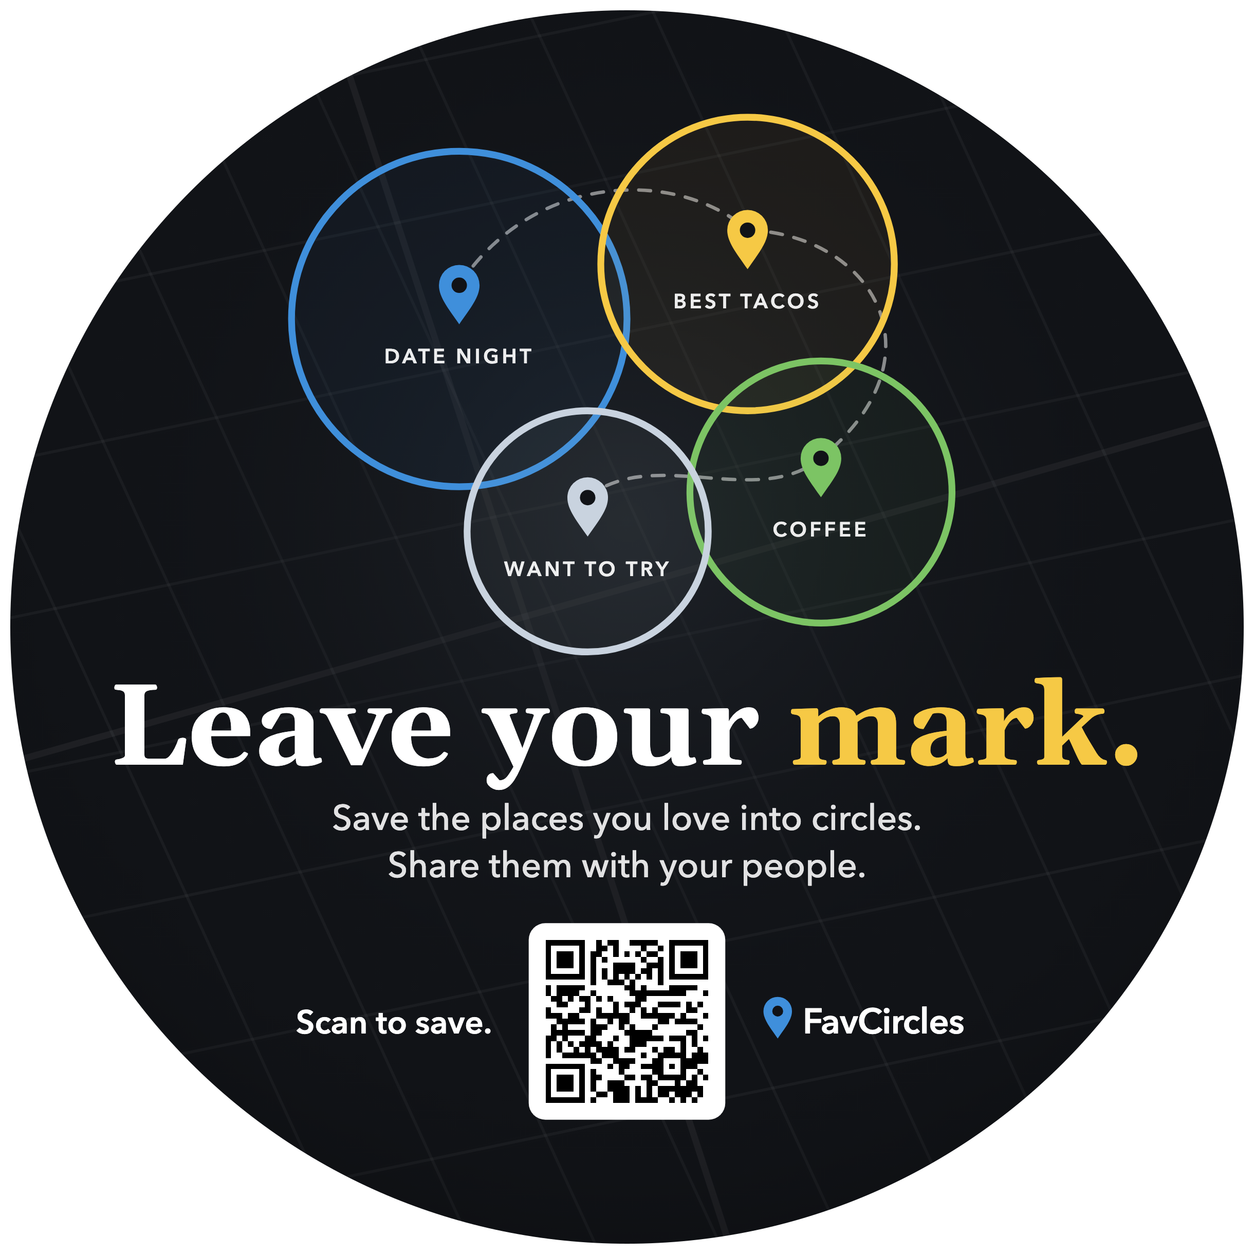 BEST TACOS
DATE NIGHT
COFFEE
WANT TO TRY
Leave your mark.
Save the places you love into circles.
Share them with your people.
Scan to save.
FavCircles